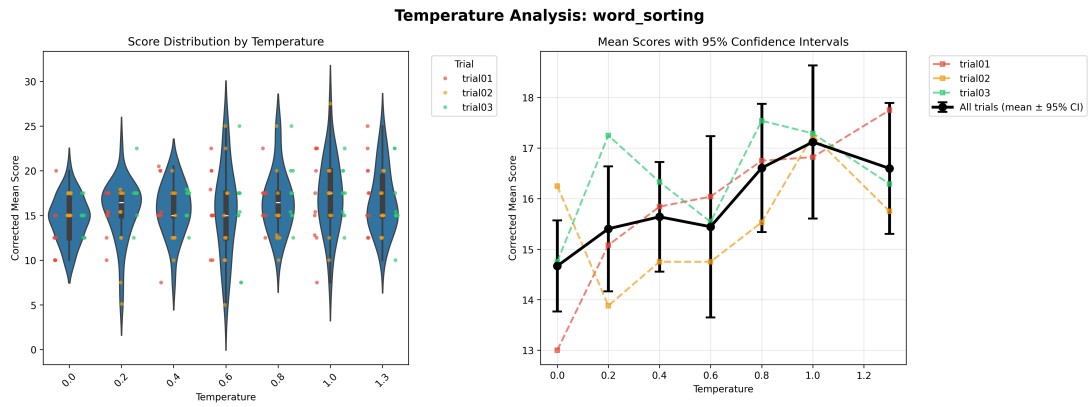 Temperature Analysis: word_sorting
Score Distribution by Temperature
Corrected Mean Score
30
25
20
15
10
5
0
0.0 0.2 0.4 0.6 0.8 1.0 1.3
Temperature
Trial
trial01
trial02
trial03
Mean Scores with 95% Confidence Intervals
Corrected Mean Score
18
17
16
15
14
13
0.0 0.2 0.4 0.6 0.8 1.0 1.2
Temperature
trial01
trial02
trial03
All trials (mean ± 95% CI)